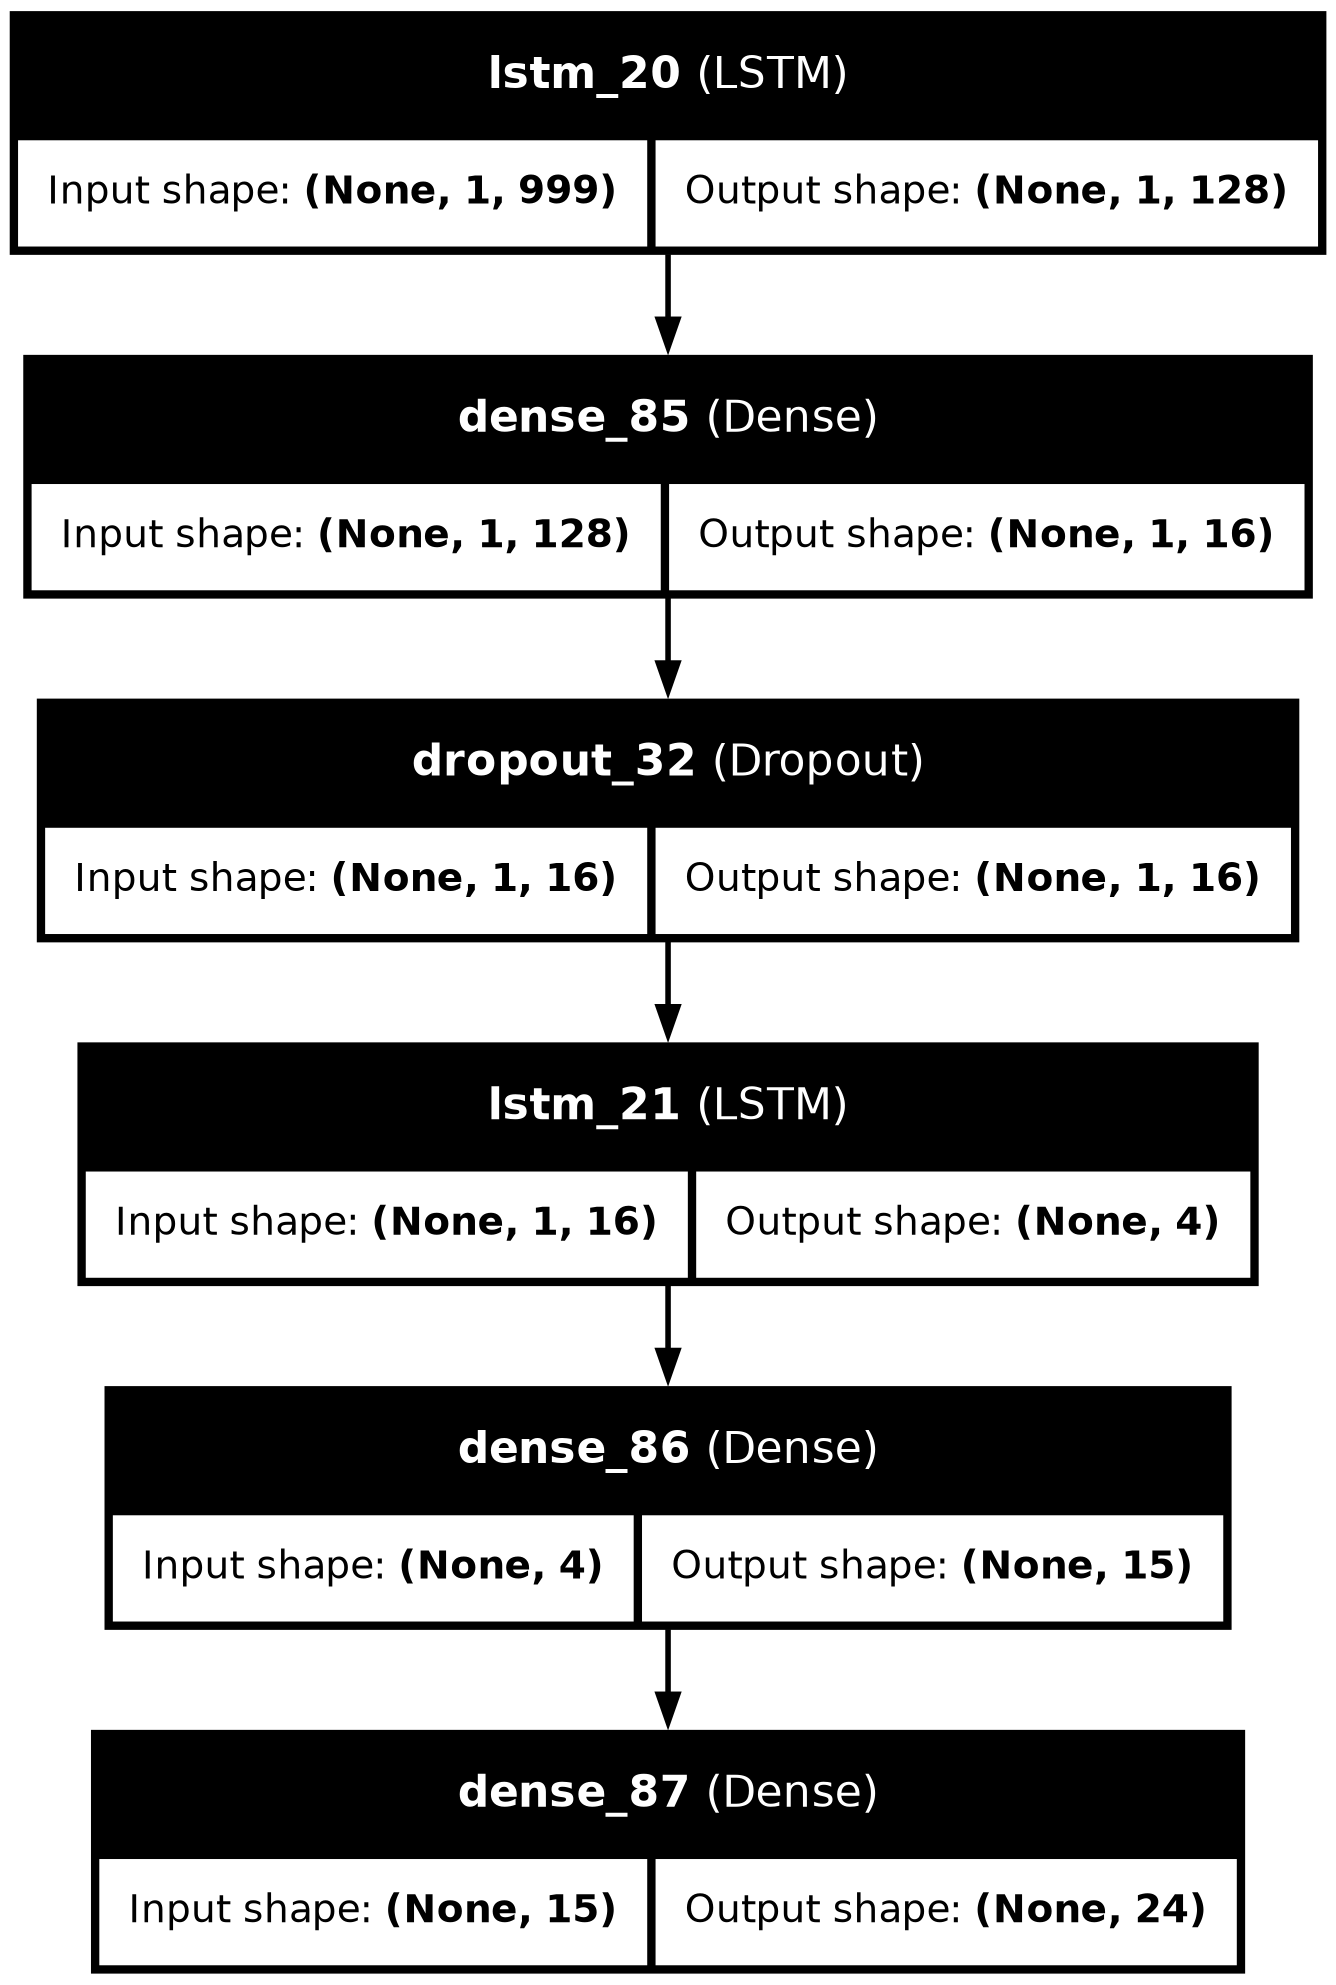 lstm_20 (LSTM)
Input shape: (None, 1, 999) Output shape: (None, 1, 128)
dense_85 (Dense)
Input shape: (None, 1, 128) Output shape: (None, 1, 16)
dropout_32 (Dropout)
Input shape: (None, 1, 16) Output shape: (None, 1, 16)
lstm_21 (LSTM)
Input shape: (None, 1, 16) Output shape: (None, 4)
dense_86 (Dense)
Input shape: (None, 4) Output shape: (None, 15)
dense_87 (Dense)
Input shape: (None, 15) Output shape: (None, 24)